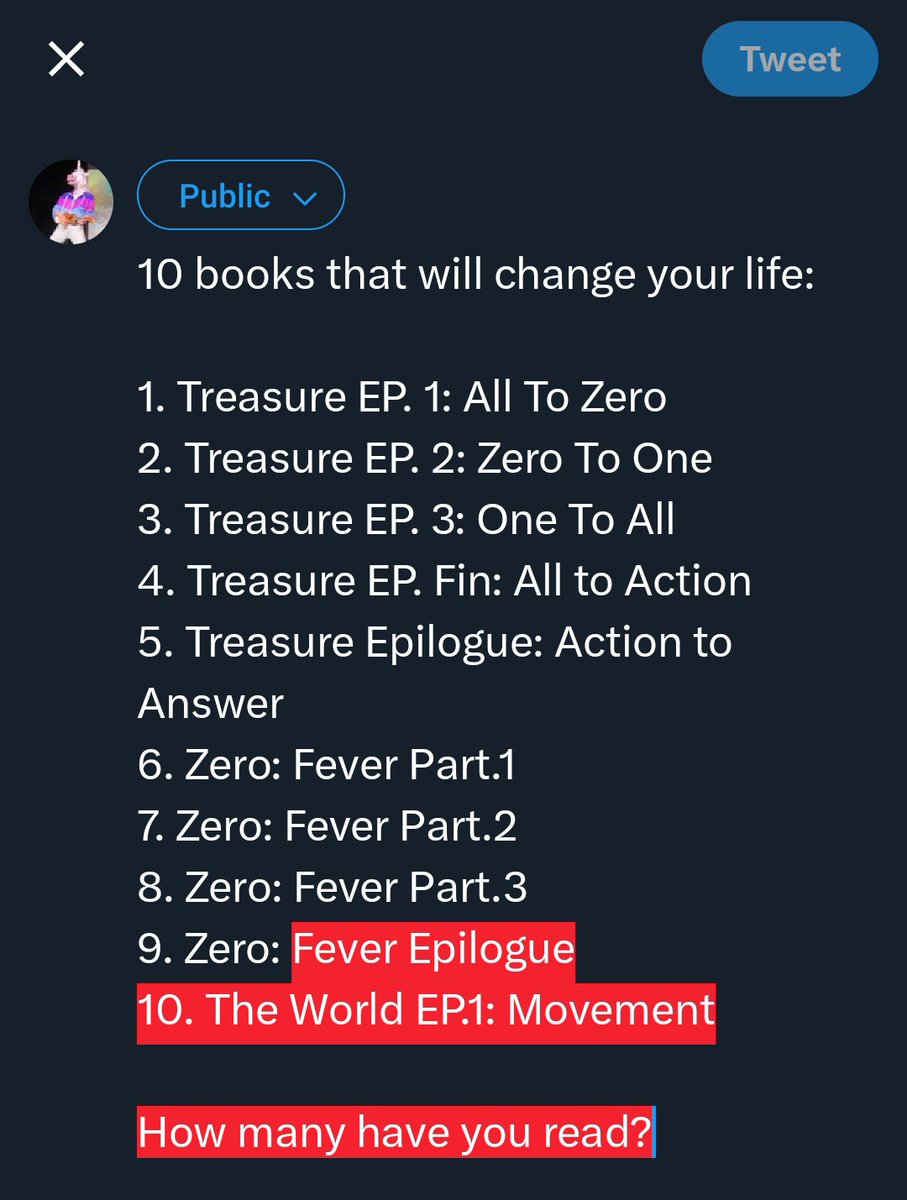 Tweet
Public
10 books that will change your life:
1. Treasure EP. 1: All To Zero
2. Treasure EP. 2: Zero To One
3. Treasure EP. 3: One To All
4. Treasure EP. Fin: All to Action
5. Treasure Epilogue: Action to
Answer
6. Zero: Fever Part.1
7. Zero: Fever Part.2
8. Zero: Fever Part.3
9. Zero: Fever Epilogue
10. The World EP.1: Movement
How many have you read?